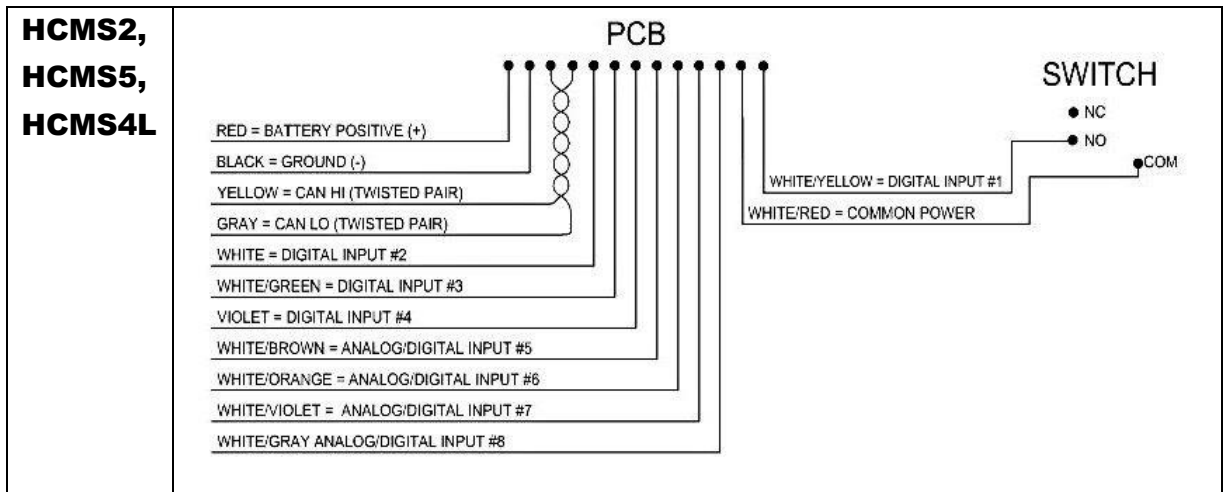 HCMS2,
HCMS5,
HCMS4L
PCB
SWITCH
NC
NO
COM
RED = BATTERY POSITIVE (+)
BLACK = GROUND (-)
YELLOW = CAN HI (TWISTED PAIR)
GRAY = CAN LO (TWISTED PAIR)
WHITE = DIGITAL INPUT #2
WHITE/GREEN = DIGITAL INPUT #3
VIOLET = DIGITAL INPUT #4
WHITE/BROWN = ANALOG/DIGITAL INPUT #5
WHITE/ORANGE = ANALOG/DIGITAL INPUT #6
WHITE/VIOLET = ANALOG/DIGITAL INPUT #7
WHITE/GRAY ANALOG/DIGITAL INPUT #8
WHITE/YELLOW = DIGITAL INPUT #1
WHITE/RED = COMMON POWER